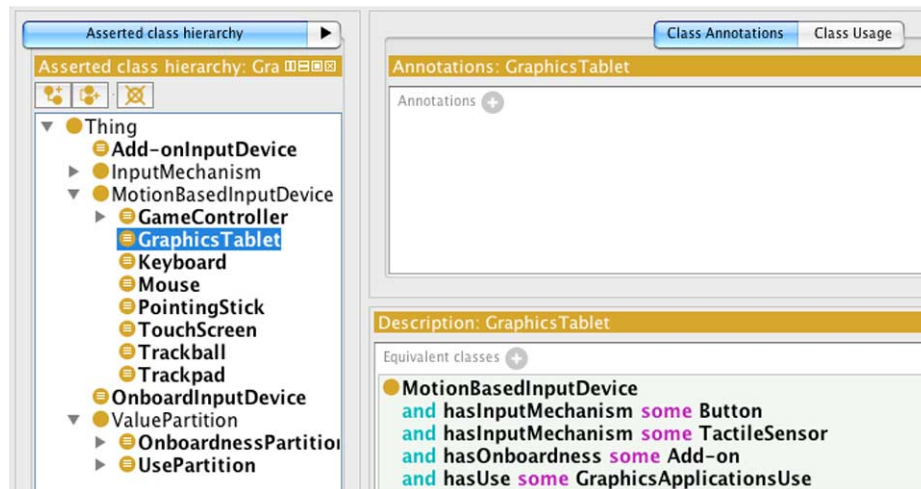 Asserted class hierarchy
Asserted class hierarchy: Gra
Thing
Add-onInputDevice
InputMechanism
MotionBasedInputDevice
GameController
GraphicsTablet
Keyboard
Mouse
PointingStick
TouchScreen
Trackball
Trackpad
OnboardInputDevice
ValuePartition
OnboardnessPartition
UsePartition
Class Annotations Class Usage
Annotations: GraphicsTablet
Annotations
Description: GraphicsTablet
Equivalent classes
MotionBasedInputDevice
and hasInputMechanism some Button
and hasInputMechanism some TactileSensor
and hasOnboardness some Add-on
and hasUse some GraphicsApplicationsUse